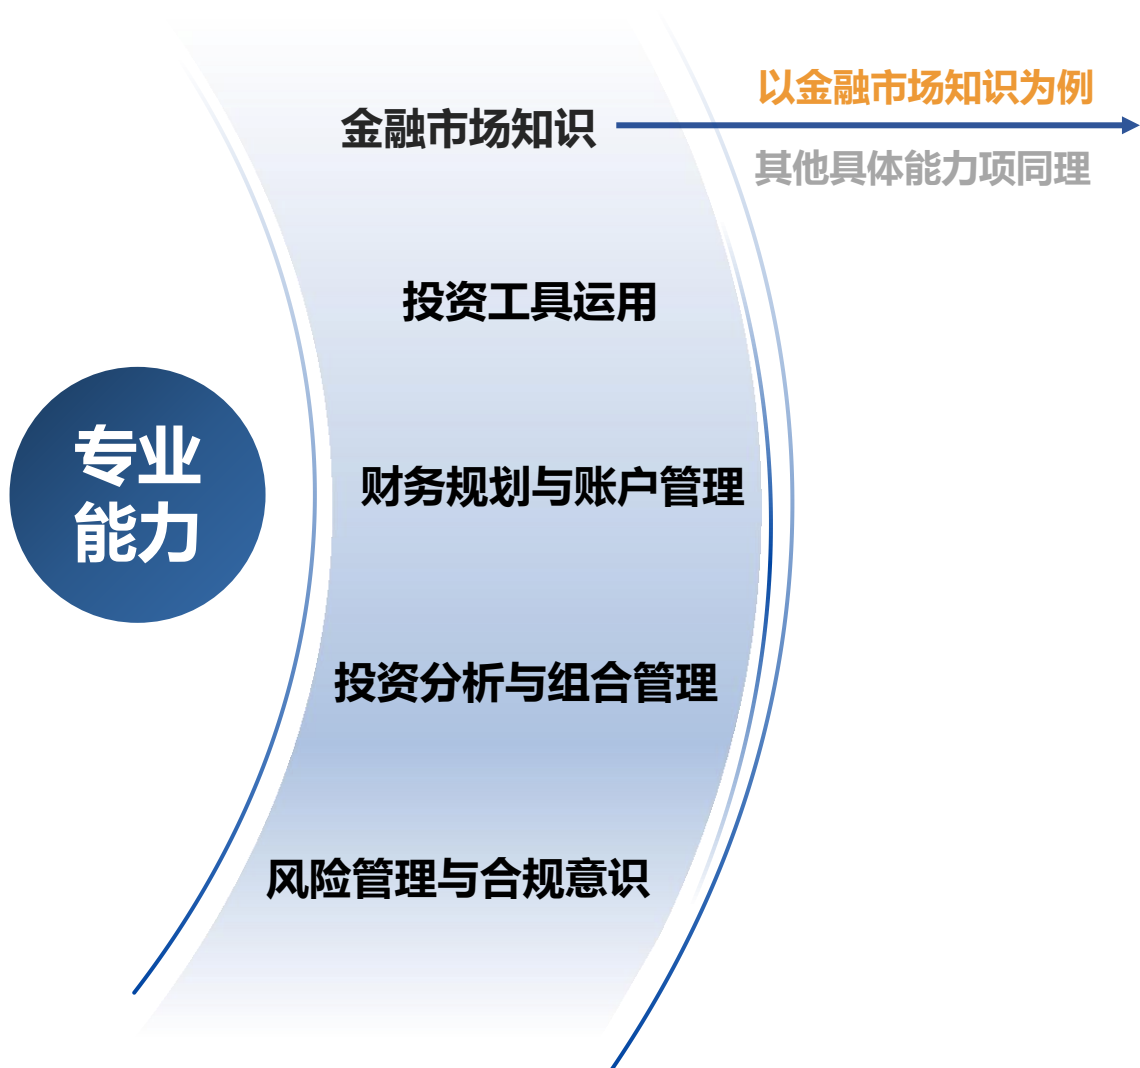 金融市场知识
以金融市场知识为例
其他具体能力项同理
投资工具运用
专业
能力
财务规划与账户管理
投资分析与组合管理
风险管理与合规意识